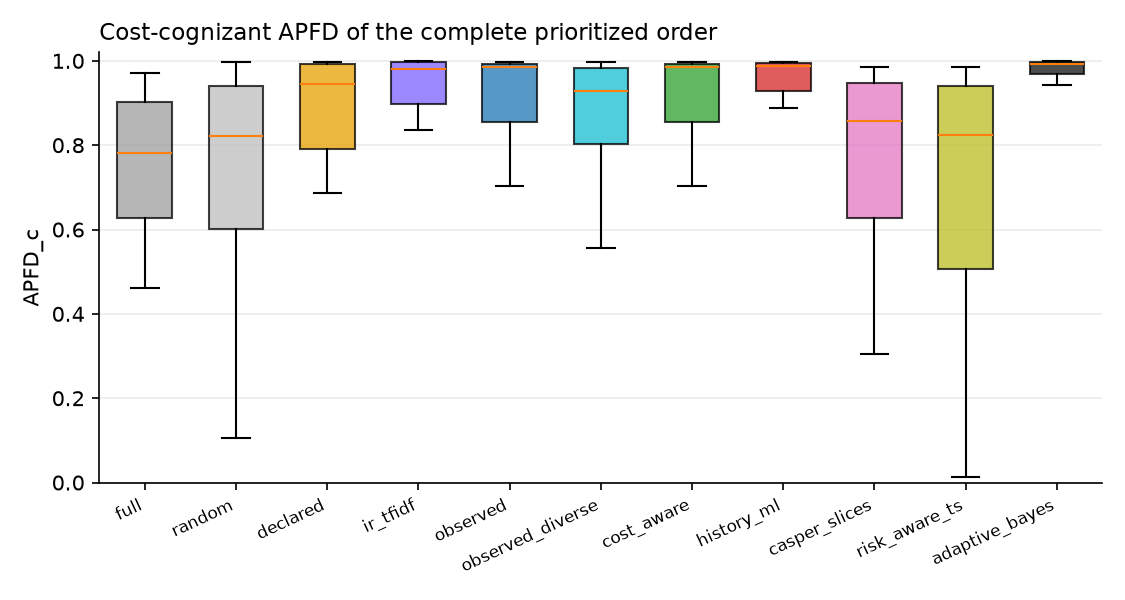 Cost-cognizant APFD of the complete prioritized order
APFD_c
1.0
0.8
0.6
0.4
0.2
0.0
full
random
declared
ir_tfidf
observed
observed_diverse
cost_aware
history_ml
casper_slices
risk_aware_ts
adaptive_bayes